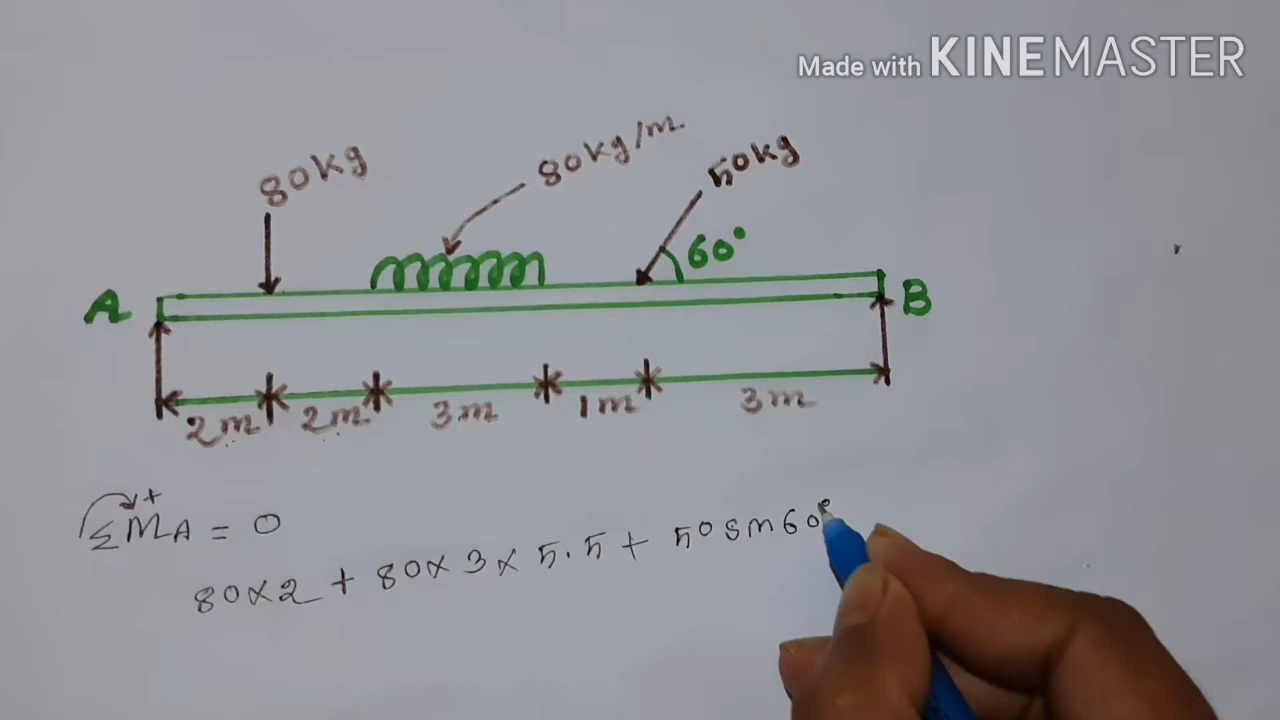 Made with KINEMASTER
80kg
80kg/m
50kg
60°
A
B
2m 2m 3m 1m 3m
+
ΣMA = 0
80×2 + 80×3×5.5 + 50sin60°